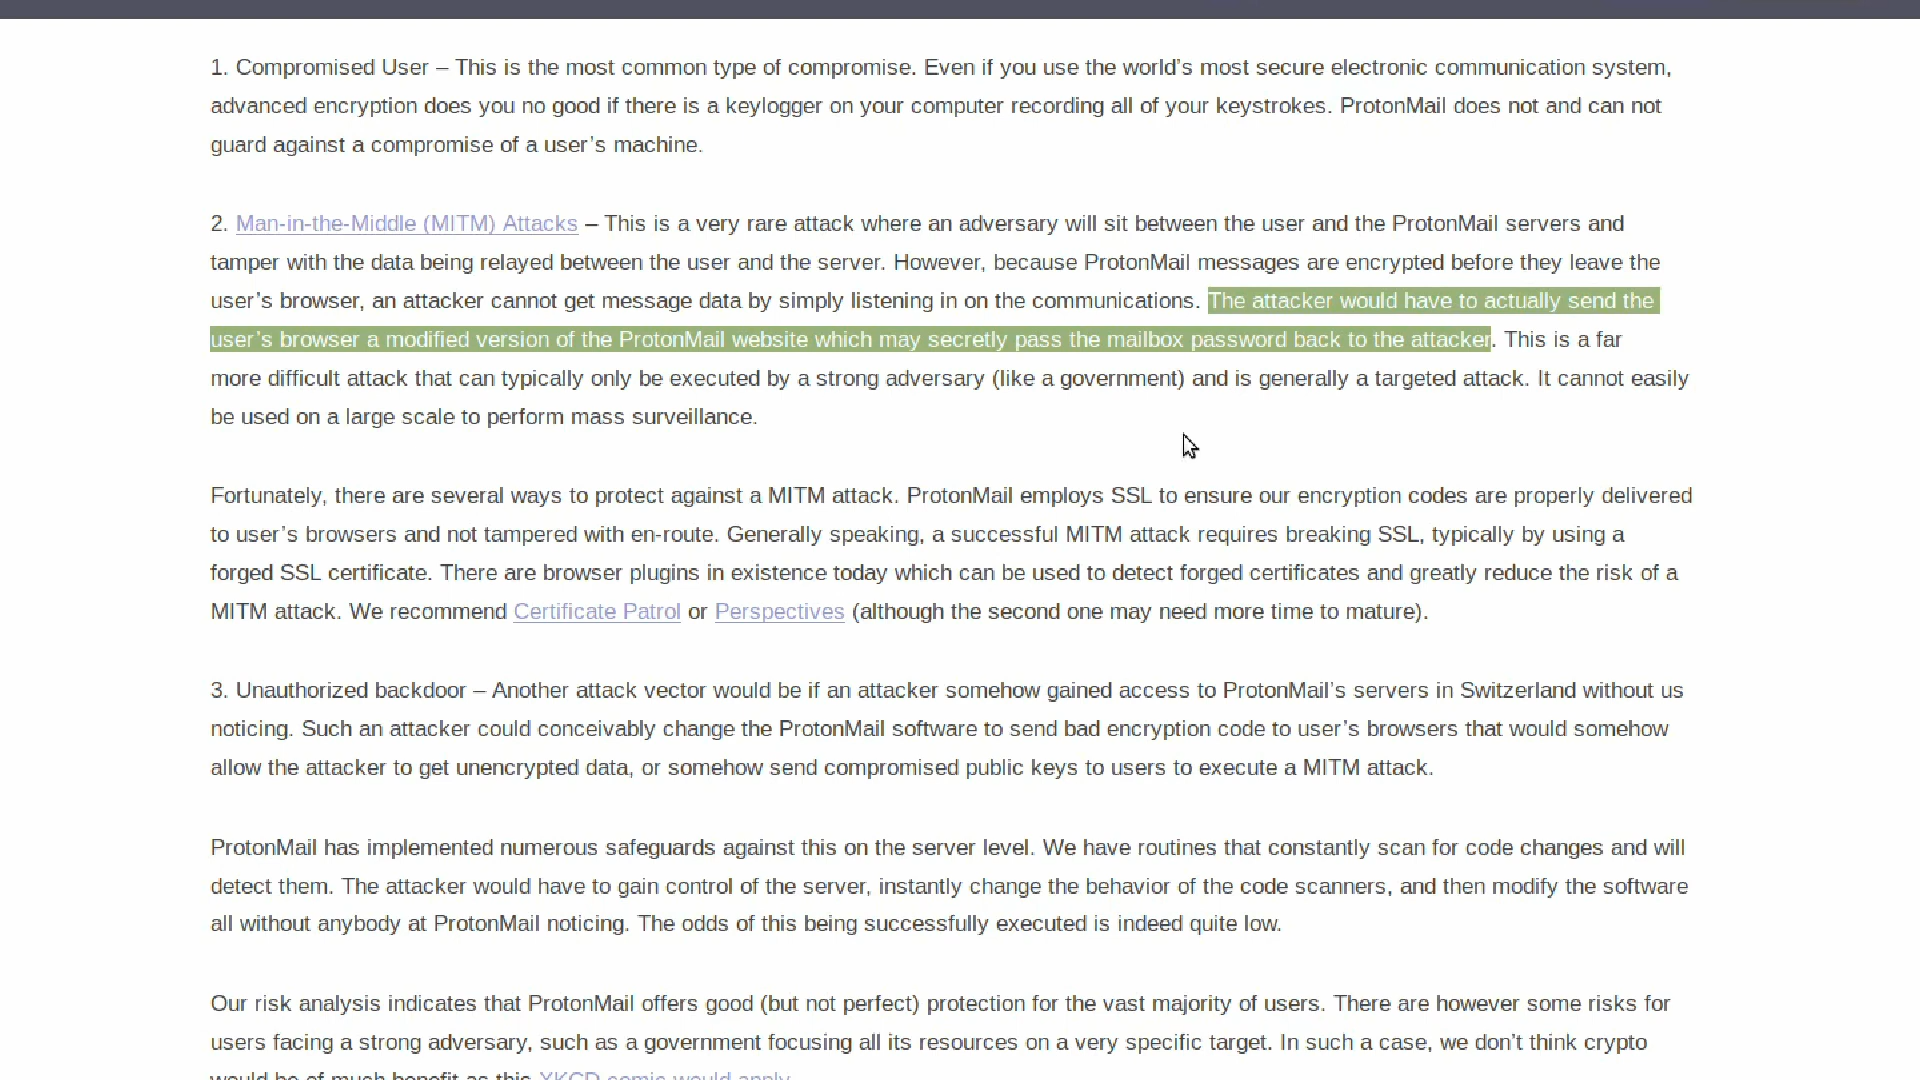 1. Compromised User – This is the most common type of compromise. Even if you use the world’s most secure electronic communication system,
advanced encryption does you no good if there is a keylogger on your computer recording all of your keystrokes. ProtonMail does not and can not
guard against a compromise of a user’s machine.
2. Man-in-the-Middle (MITM) Attacks – This is a very rare attack where an adversary will sit between the user and the ProtonMail servers and
tamper with the data being relayed between the user and the server. However, because ProtonMail messages are encrypted before they leave the
user’s browser, an attacker cannot get message data by simply listening in on the communications. The attacker would have to actually send the
user’s browser a modified version of the ProtonMail website which may secretly pass the mailbox password back to the attacker. This is a far
more difficult attack that can typically only be executed by a strong adversary (like a government) and is generally a targeted attack. It cannot easily
be used on a large scale to perform mass surveillance.
Fortunately, there are several ways to protect against a MITM attack. ProtonMail employs SSL to ensure our encryption codes are properly delivered
to user’s browsers and not tampered with en-route. Generally speaking, a successful MITM attack requires breaking SSL, typically by using a
forged SSL certificate. There are browser plugins in existence today which can be used to detect forged certificates and greatly reduce the risk of a
MITM attack. We recommend Certificate Patrol or Perspectives (although the second one may need more time to mature).
3. Unauthorized backdoor – Another attack vector would be if an attacker somehow gained access to ProtonMail’s servers in Switzerland without us
noticing. Such an attacker could conceivably change the ProtonMail software to send bad encryption code to user’s browsers that would somehow
allow the attacker to get unencrypted data, or somehow send compromised public keys to users to execute a MITM attack.
ProtonMail has implemented numerous safeguards against this on the server level. We have routines that constantly scan for code changes and will
detect them. The attacker would have to gain control of the server, instantly change the behavior of the code scanners, and then modify the software
all without anybody at ProtonMail noticing. The odds of this being successfully executed is indeed quite low.
Our risk analysis indicates that ProtonMail offers good (but not perfect) protection for the vast majority of users. There are however some risks for
users facing a strong adversary, such as a government focusing all its resources on a very specific target. In such a case, we don’t think crypto
would be of much benefit as this XKCD comic would apply.